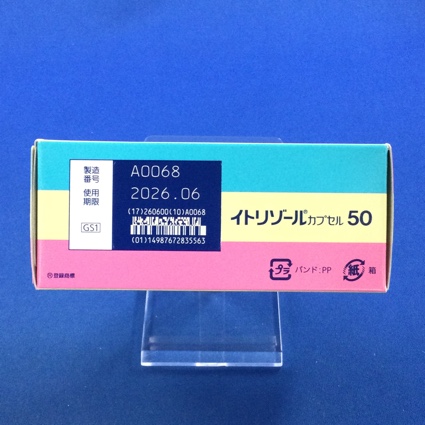 製造
番号
A0068
使用
期限
2026.06
(17)260600(10)A0068
GS1
(01)14987672835563
イトリゾール®カプセル 50
プラ
バンド:PP
紙
箱
Ⓡ登録商標